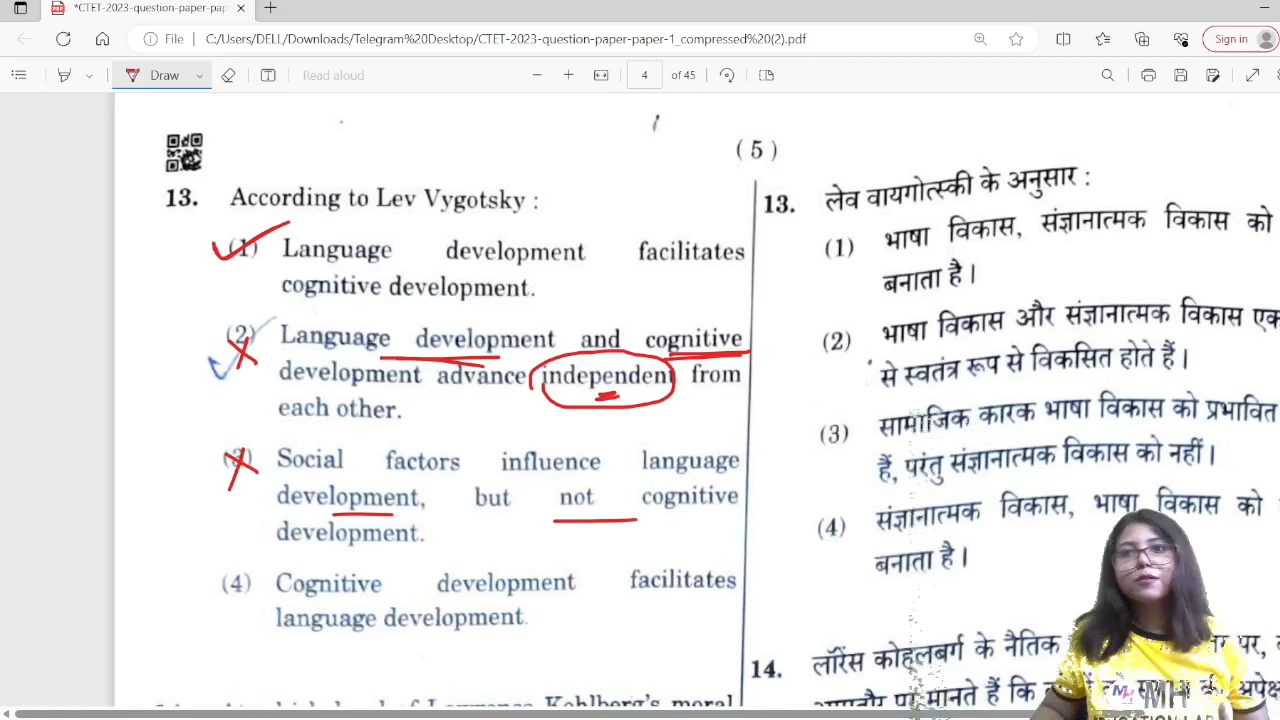 *CTET-2023-question-paper-pap
File
C:/Users/DELL/Downloads/Telegram%20Desktop/CTET-2023-question-paper-paper-1_compressed%20(2).pdf
Sign in
Draw
Read aloud
4 of 45
( 5 )
13. According to Lev Vygotsky :
(1) Language development facilitates
cognitive development.
(2) Language development and cognitive
development advance independent from
each other.
(3) Social factors influence language
development, but not cognitive
development.
(4) Cognitive development facilitates
language development.
Kohlberg's moral
13. लेव वायगोत्स्की के अनुसार :
(1) भाषा विकास, संज्ञानात्मक विकास को
बनाता है।
(2) भाषा विकास और संज्ञानात्मक विकास एक
से स्वतंत्र रूप से विकसित होते हैं।
(3) सामाजिक कारक भाषा विकास को प्रभावित
हैं, परंतु संज्ञानात्मक विकास को नहीं।
(4) संज्ञानात्मक विकास, भाषा विकास को
बनाता है।
14. लॉरेंस कोहलबर्ग के नैतिक
MH